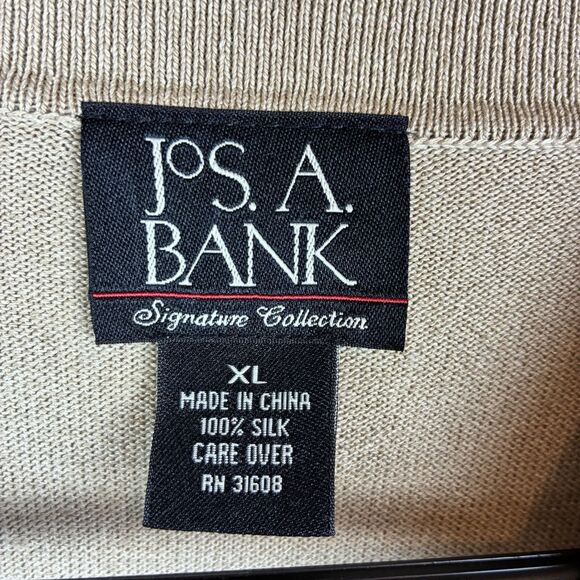 JOS. A.
BANK
Signature Collection
XL
MADE IN CHINA
100% SILK
CARE OVER
RN 31608